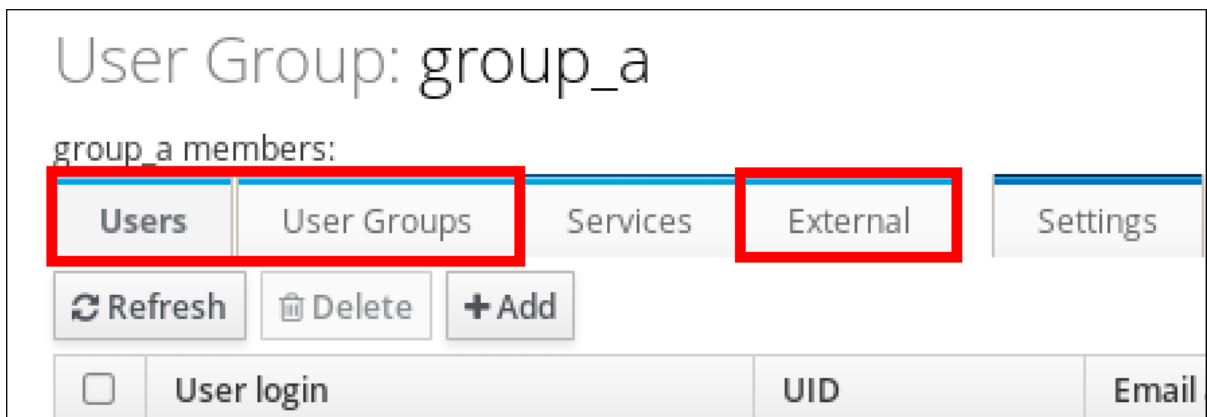 User Group: group_a
group_a members:
Users User Groups Services External Settings
Refresh Delete +Add
User login UID Email